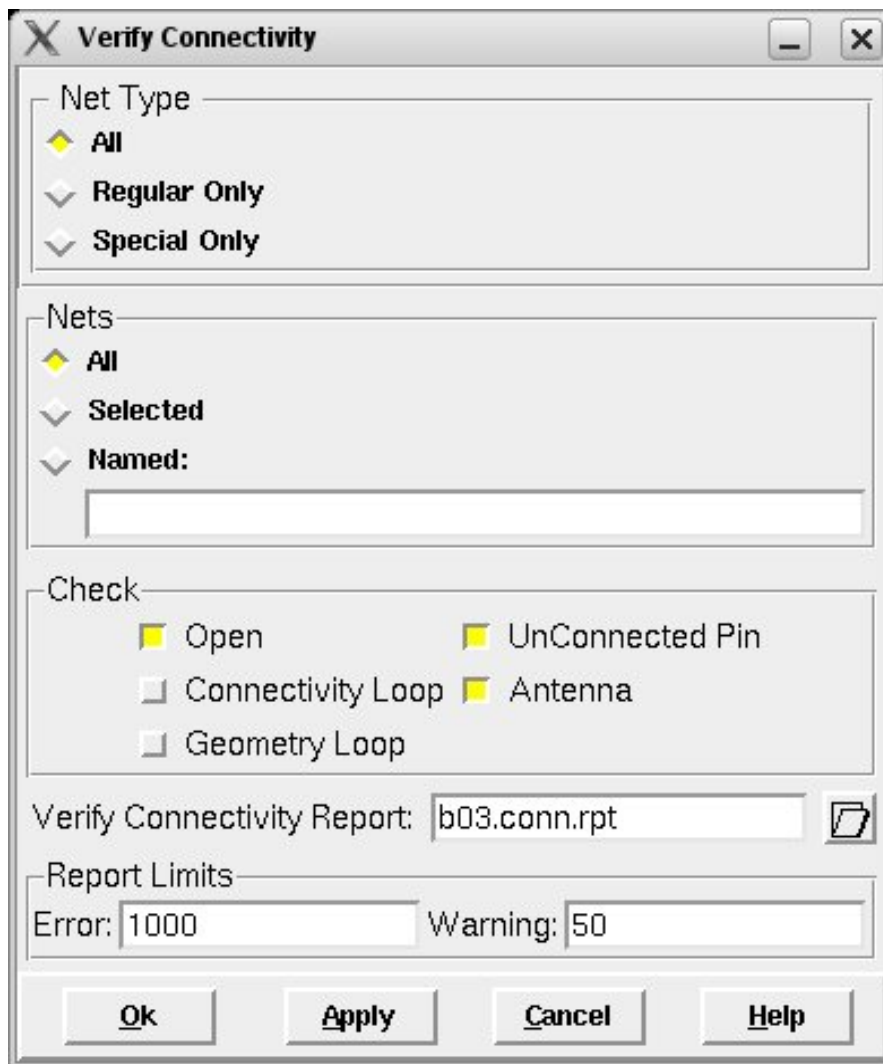 Verify Connectivity
Net Type
All
Regular Only
Special Only
Nets
All
Selected
Named:
Check
Open UnConnected Pin
Connectivity Loop Antenna
Geometry Loop
Verify Connectivity Report: b03.conn.rpt
Report Limits
Error: 1000 Warning: 50
Ok Apply Cancel Help